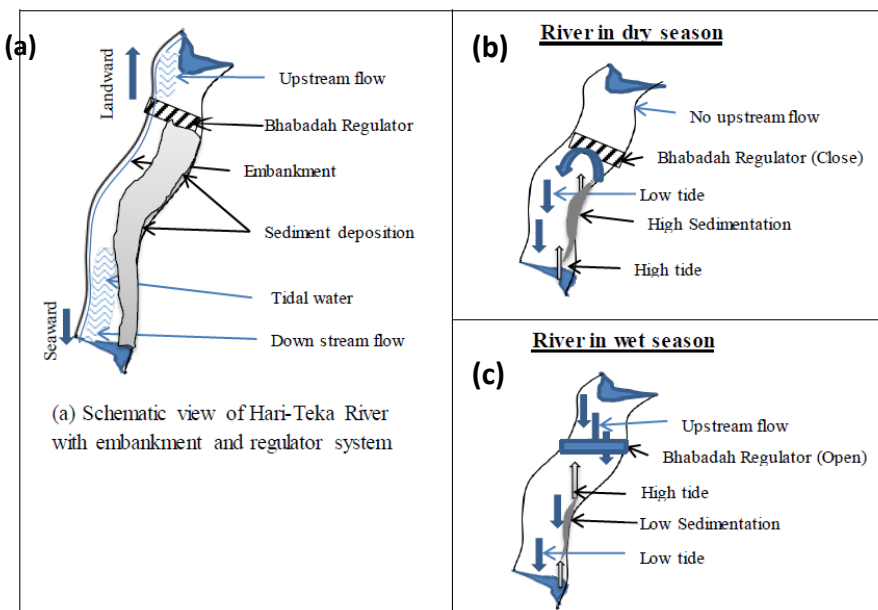 (a)
Landward
Upstream flow
Bhabadah Regulator
Embankment
Sediment deposition
Tidal water
Seaward
Down stream flow
(a) Schematic view of Hari-Teka River
with embankment and regulator system
(b)
River in dry season
No upstream flow
Bhabadah Regulator (Close)
Low tide
High Sedimentation
High tide
River in wet season
(c)
Upstream flow
Bhabadah Regulator (Open)
High tide
Low Sedimentation
Low tide